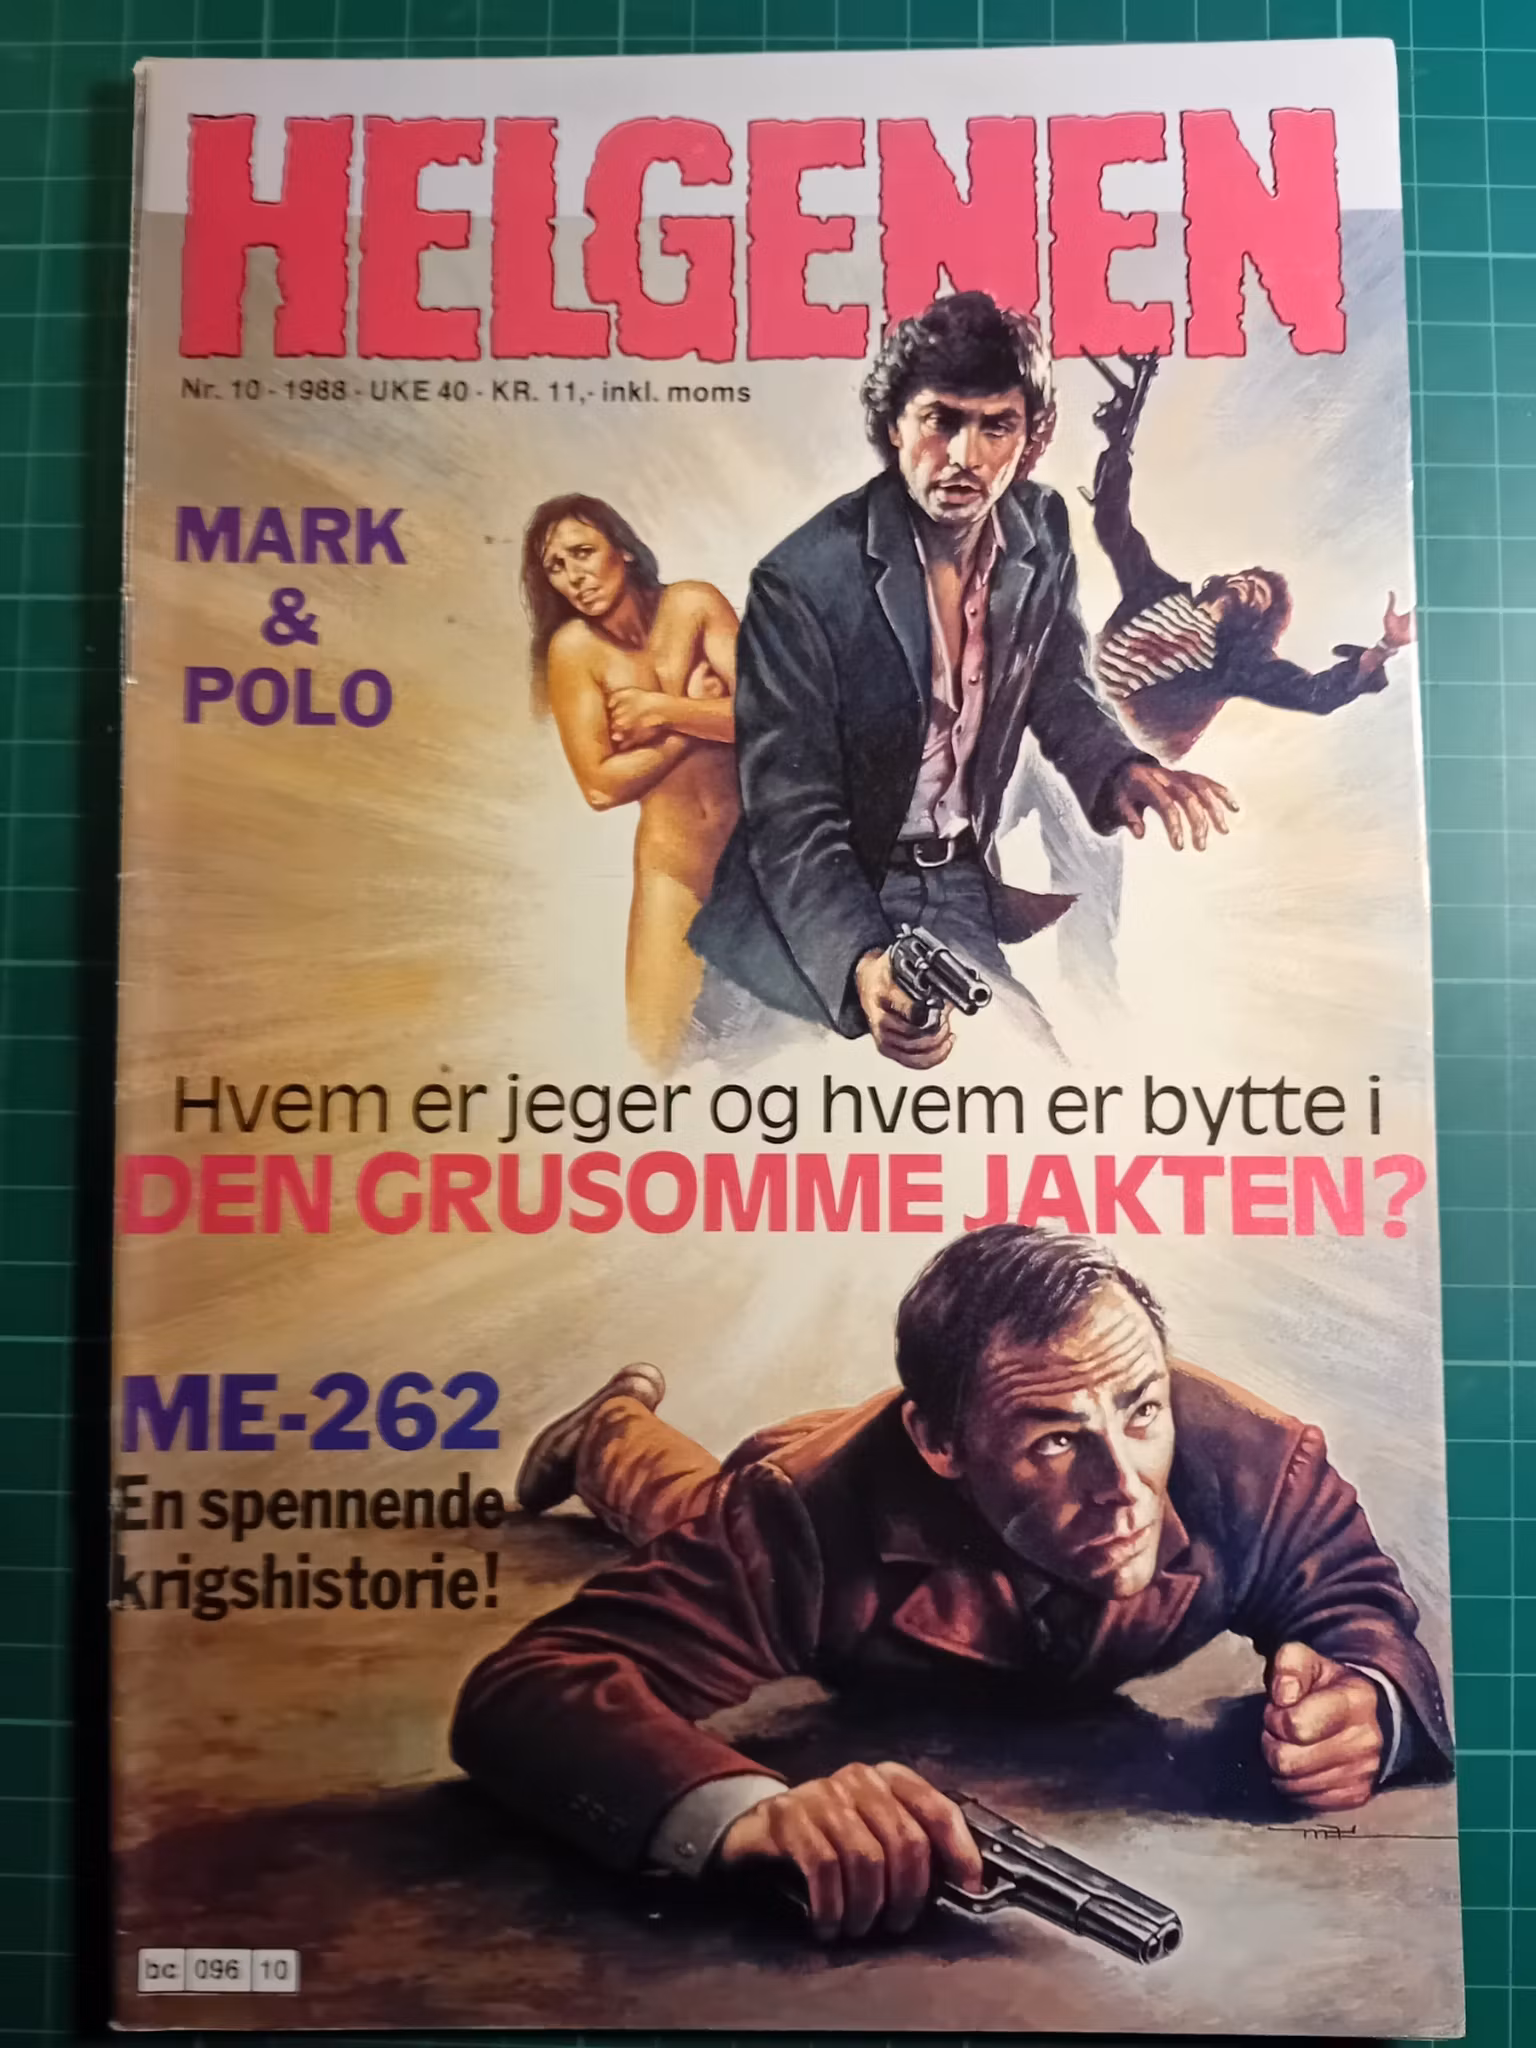 HELGENEN
Nr. 10 - 1988 - UKE 40 - KR. 11,- inkl. moms
MARK
&
POLO
Hvem er jeger og hvem er bytte i
DEN GRUSOMME JAKTEN?
ME-262
En spennende
krigshistorie!
bc 096 10